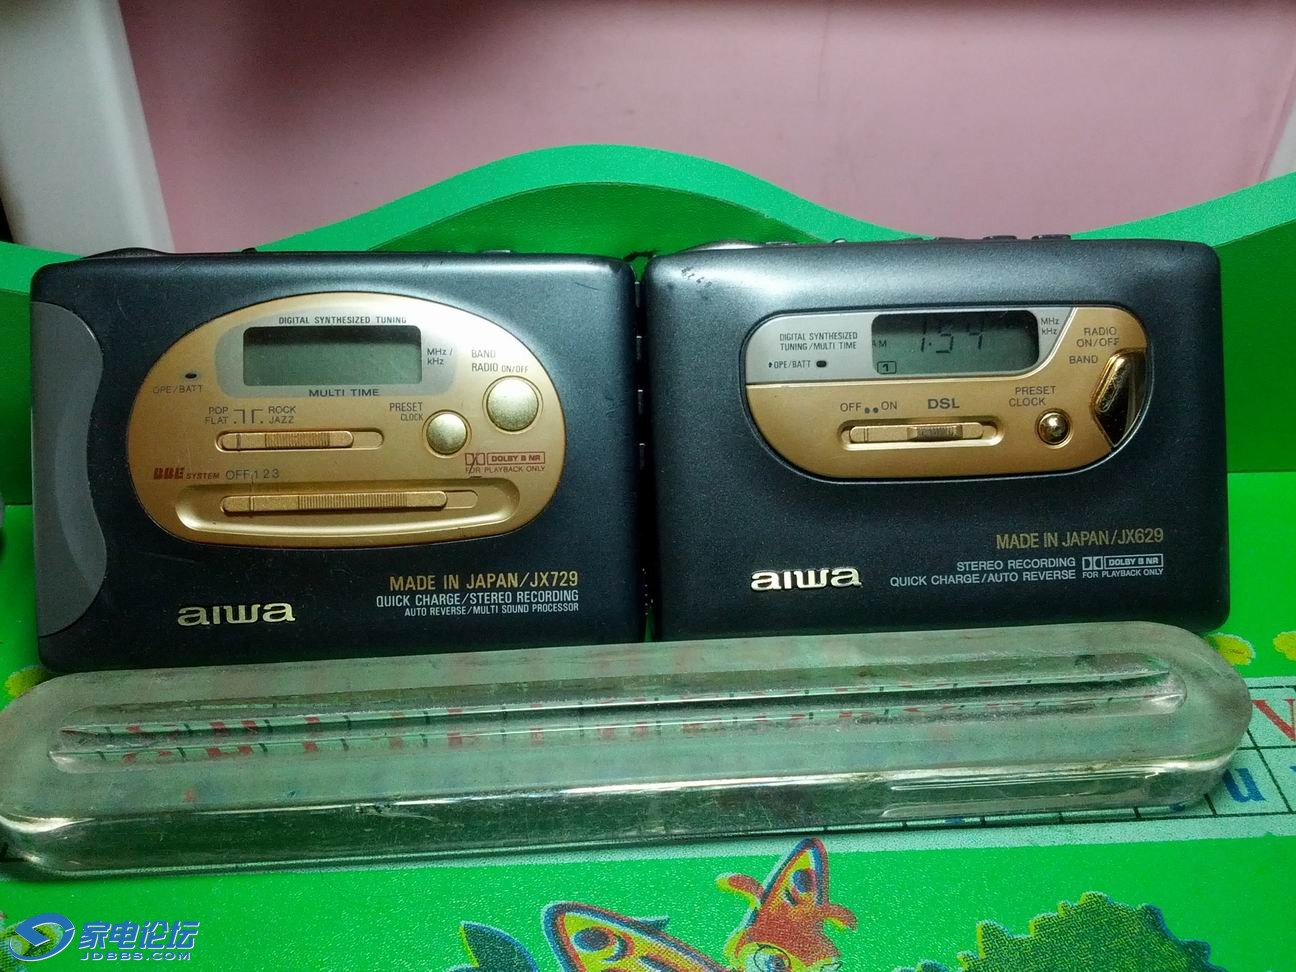 DIGITAL SYNTHESIZED TUNING
MHz /
kHz
BAND
RADIO ON/OFF
OPE/BATT
MULTI TIME
POP
FLAT
ROCK
JAZZ
PRESET
CLOCK
BBE SYSTEM OFF 1 2 3
DOLBY B NR
FOR PLAYBACK ONLY
MADE IN JAPAN/JX729
QUICK CHARGE/STEREO RECORDING
AUTO REVERSE/MULTI SOUND PROCESSOR
aiwa
DIGITAL SYNTHESIZED
TUNING/MULTI TIME
OPE/BATT
AM
1:54
1
MHz
kHz
RADIO
ON/OFF
BAND
PRESET
CLOCK
OFF ON DSL
MADE IN JAPAN/JX629
STEREO RECORDING DOLBY B NR
QUICK CHARGE/AUTO REVERSE FOR PLAYBACK ONLY
aiwa
V
u
家电论坛
JDBBS.COM